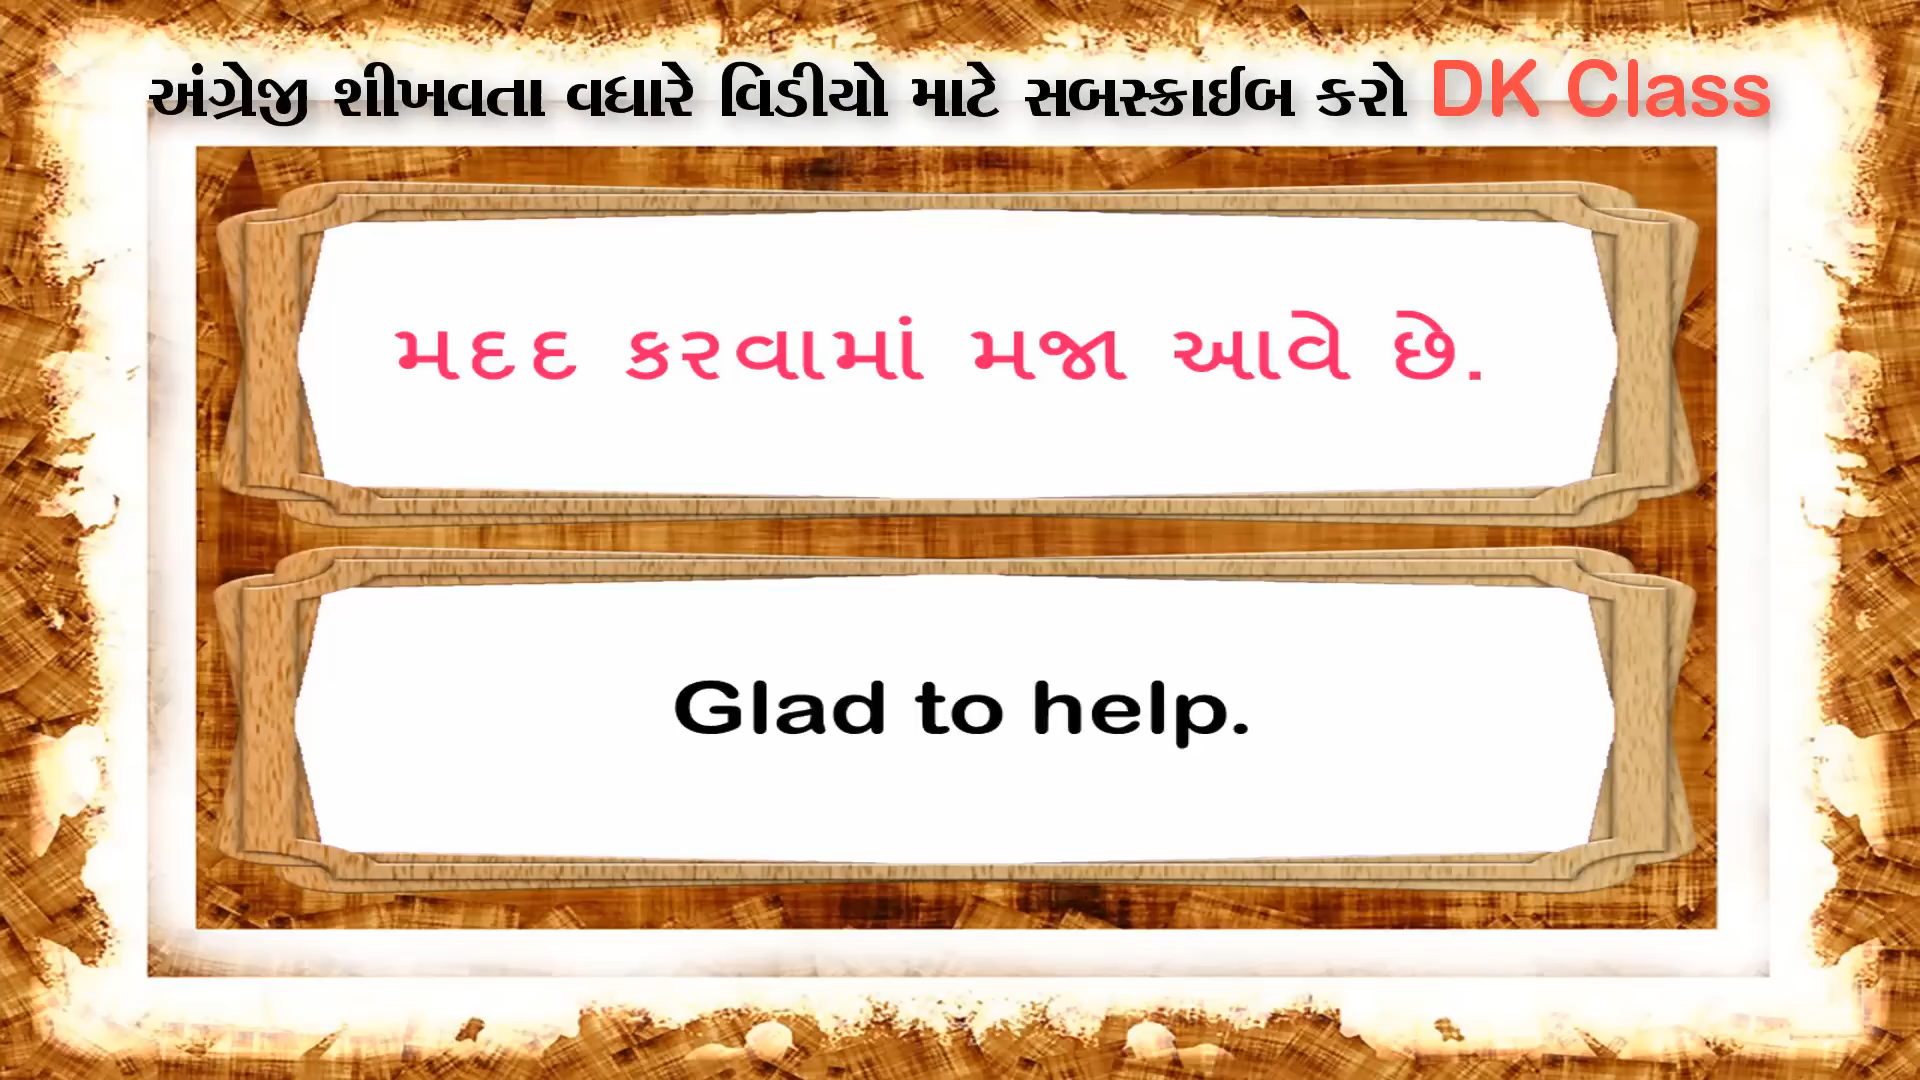 અંગ્રેજી શીખવતા વધારે વિડીયો માટે સબસ્ક્રાઈબ કરો DK Class
મદદ કરવામાં મજા આવે છે.
Glad to help.